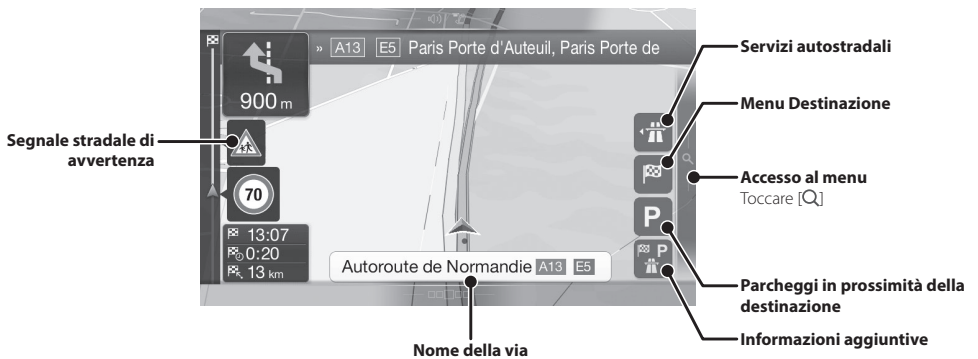 » A13 E5 Paris Porte d'Auteuil, Paris Porte de
900 m
70
13:07
0:20
13 km
Autoroute de Normandie A13 E5
P
P
Segnale stradale di
avvertenza
Servizi autostradali
Menu Destinazione
Accesso al menu
Toccare [ ]
Parcheggi in prossimità della
destinazione
Informazioni aggiuntive
Nome della via